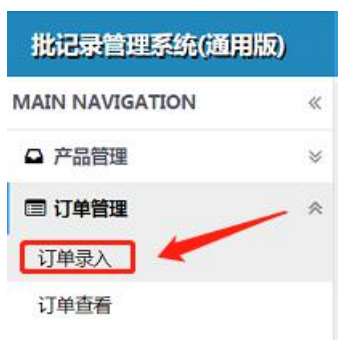 批记录管理系统(通用版)
MAIN NAVIGATION
产品管理
订单管理
订单录入
订单查看